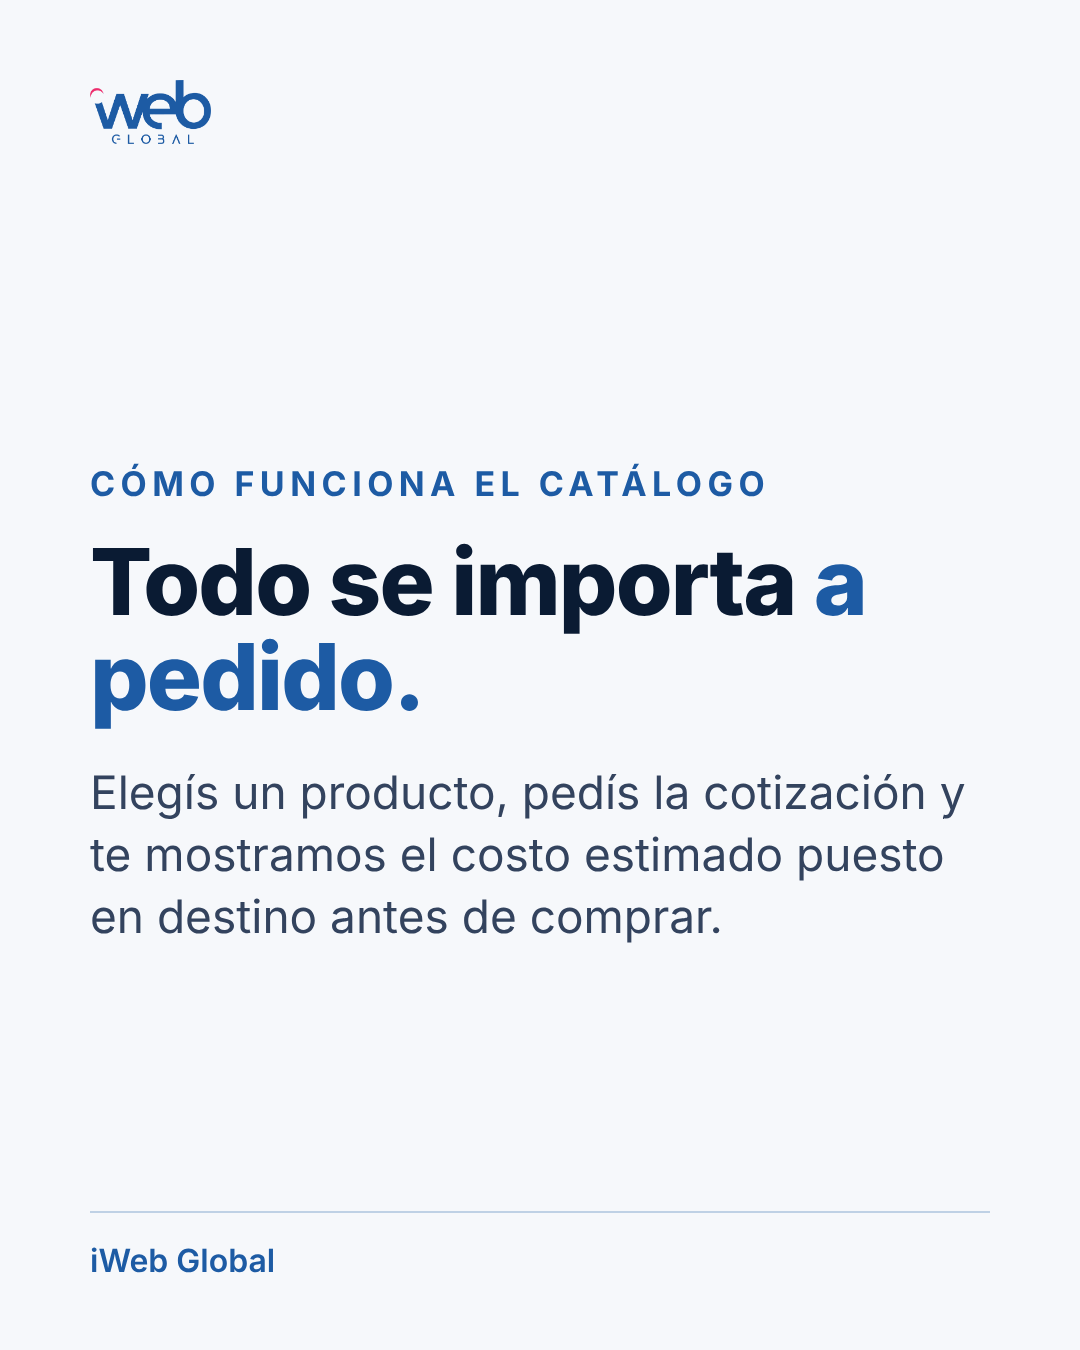 iweb
GLOBAL
CÓMO FUNCIONA EL CATÁLOGO
Todo se importa a
pedido.
Elegís un producto, pedís la cotización y
te mostramos el costo estimado puesto
en destino antes de comprar.
iWeb Global